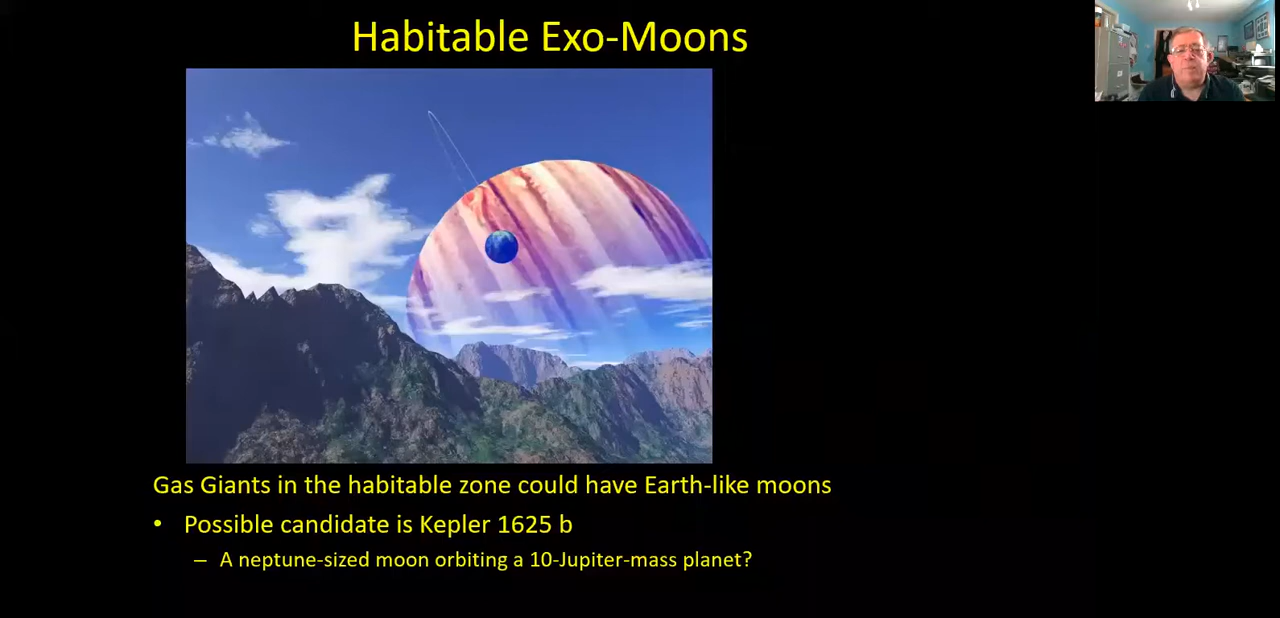 Habitable Exo-Moons
Gas Giants in the habitable zone could have Earth-like moons
• Possible candidate is Kepler 1625 b
– A neptune-sized moon orbiting a 10-Jupiter-mass planet?